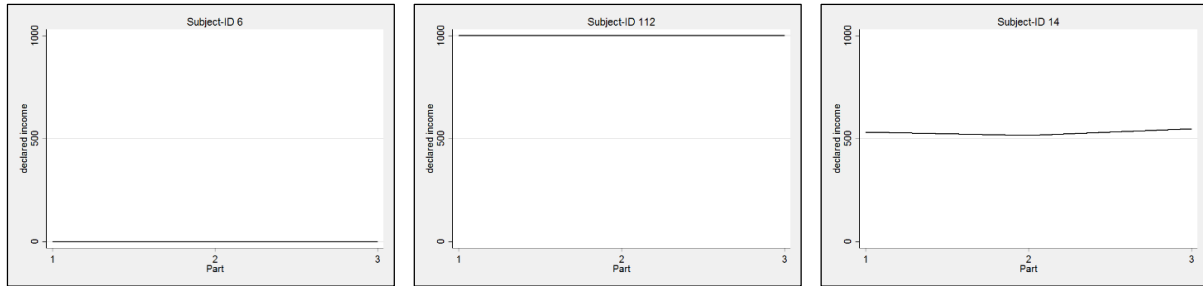 Subject-ID 6
1000
500
0
declared income
1 2 3
Part
Subject-ID 112
1000
500
0
declared income
1 2 3
Part
Subject-ID 14
1000
500
0
declared income
1 2 3
Part